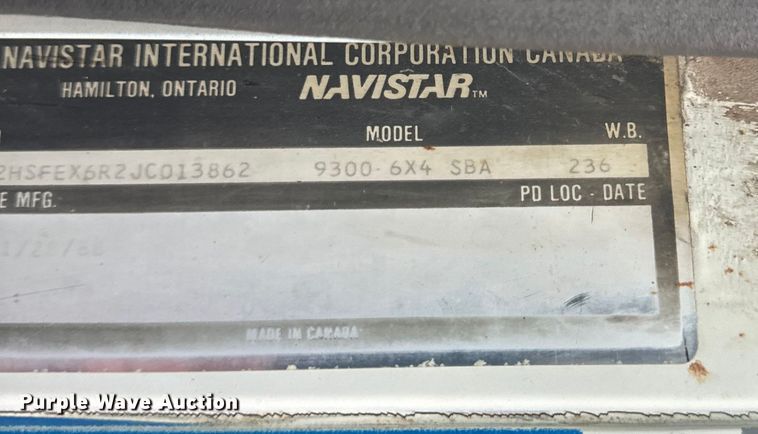 NAVISTAR INTERNATIONAL CORPORATION CANADA
HAMILTON, ONTARIO NAVISTAR TM
MODEL W.B.
2HSFEX6R2JC013862 9300 6X4 SBA 236
E MFG. PD LOC - DATE
MADE IN CANADA
Purple Wave Auction